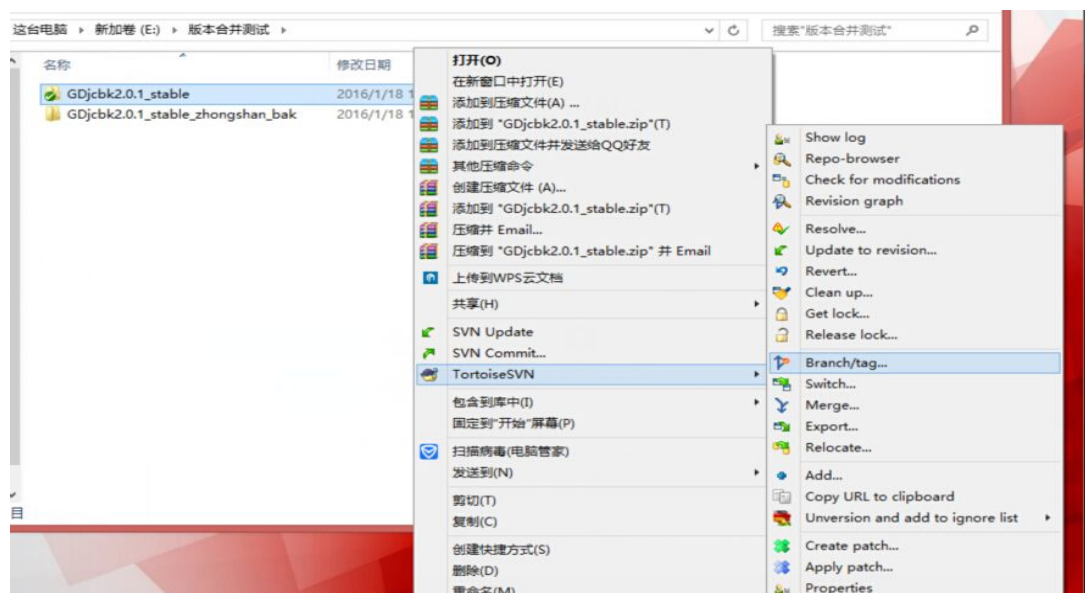 这台电脑 ▸ 新加卷 (E:) ▸ 版本合并测试 ▸
搜索"版本合并测试"
名称
修改日期
GDjcbk2.0.1_stable
2016/1/18 1
GDjcbk2.0.1_stable_zhongshan_bak
2016/1/18 1
打开(O)
在新窗口中打开(E)
添加到压缩文件(A) ...
添加到 "GDjcbk2.0.1_stable.zip"(T)
添加到压缩文件并发送给QQ好友
其他压缩命令
创建压缩文件 (A)...
添加到 "GDjcbk2.0.1_stable.zip"(T)
压缩并 Email...
压缩到 "GDjcbk2.0.1_stable.zip" 并 Email
上传到WPS云文档
共享(H)
SVN Update
SVN Commit...
TortoiseSVN
包含到库中(I)
固定到"开始"屏幕(P)
扫描病毒(电脑管家)
发送到(N)
剪切(T)
复制(C)
创建快捷方式(S)
删除(D)
重命名(M)
Show log
Repo-browser
Check for modifications
Revision graph
Resolve...
Update to revision...
Revert...
Clean up...
Get lock...
Release lock...
Branch/tag...
Switch...
Merge...
Export...
Relocate...
Add...
Copy URL to clipboard
Unversion and add to ignore list
Create patch...
Apply patch...
Properties
目